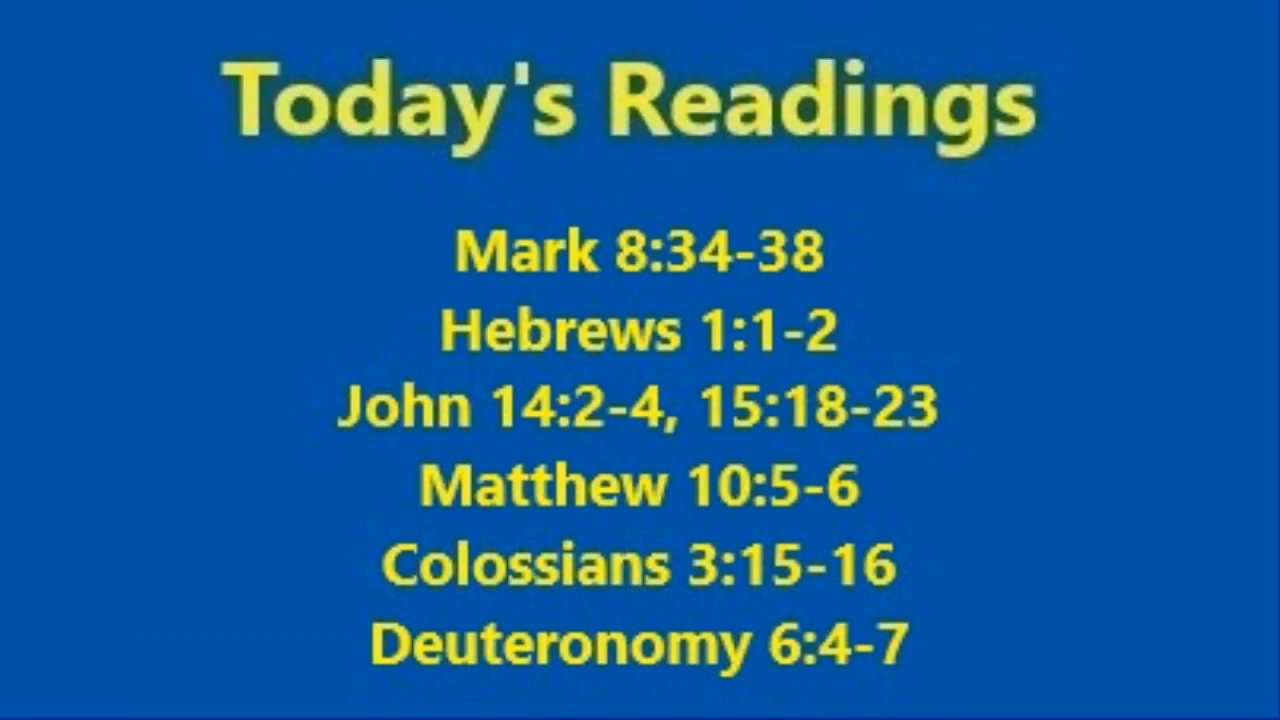 Today's Readings
Mark 8:34-38
Hebrews 1:1-2
John 14:2-4, 15:18-23
Matthew 10:5-6
Colossians 3:15-16
Deuteronomy 6:4-7